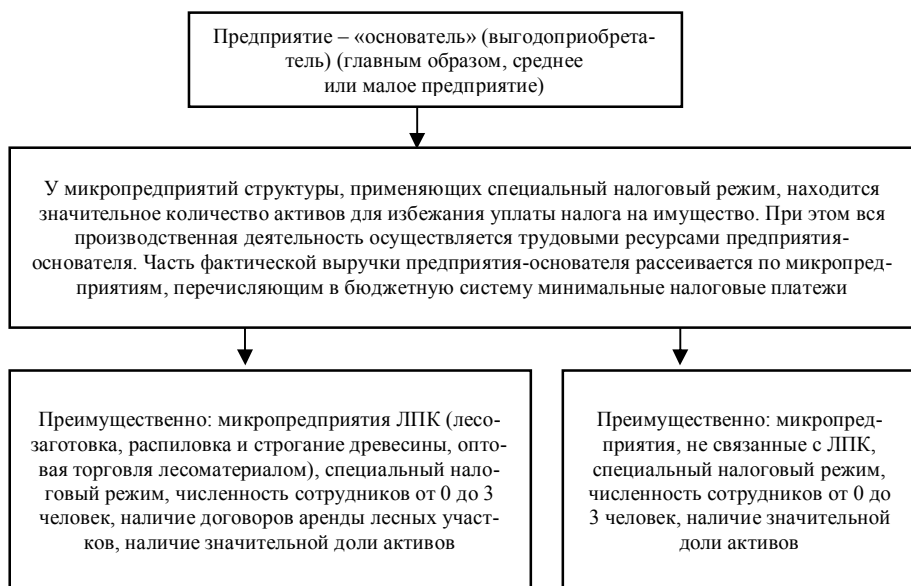 Предприятие – «основатель» (выгодоприобрета-
тель) (главным образом, среднее
или малое предприятие)
У микропредприятий структуры, применяющих специальный налоговый режим, находится
значительное количество активов для избежания уплаты налога на имущество. При этом вся
производственная деятельность осуществляется трудовыми ресурсами предприятия-
основателя. Часть фактической выручки предприятия-основателя рассеивается по микропред-
приятиям, перечисляющим в бюджетную систему минимальные налоговые платежи
Преимущественно: микропредприятия ЛПК (лесо-
заготовка, распиловка и строгание древесины, опто-
вая торговля лесоматериалом), специальный нало-
говый режим, численность сотрудников от 0 до 3
человек, наличие договоров аренды лесных участ-
ков, наличие значительной доли активов
Преимущественно: микропред-
приятия, не связанные с ЛПК,
специальный налоговый режим,
численность сотрудников от 0 до
3 человек, наличие значительной
доли активов